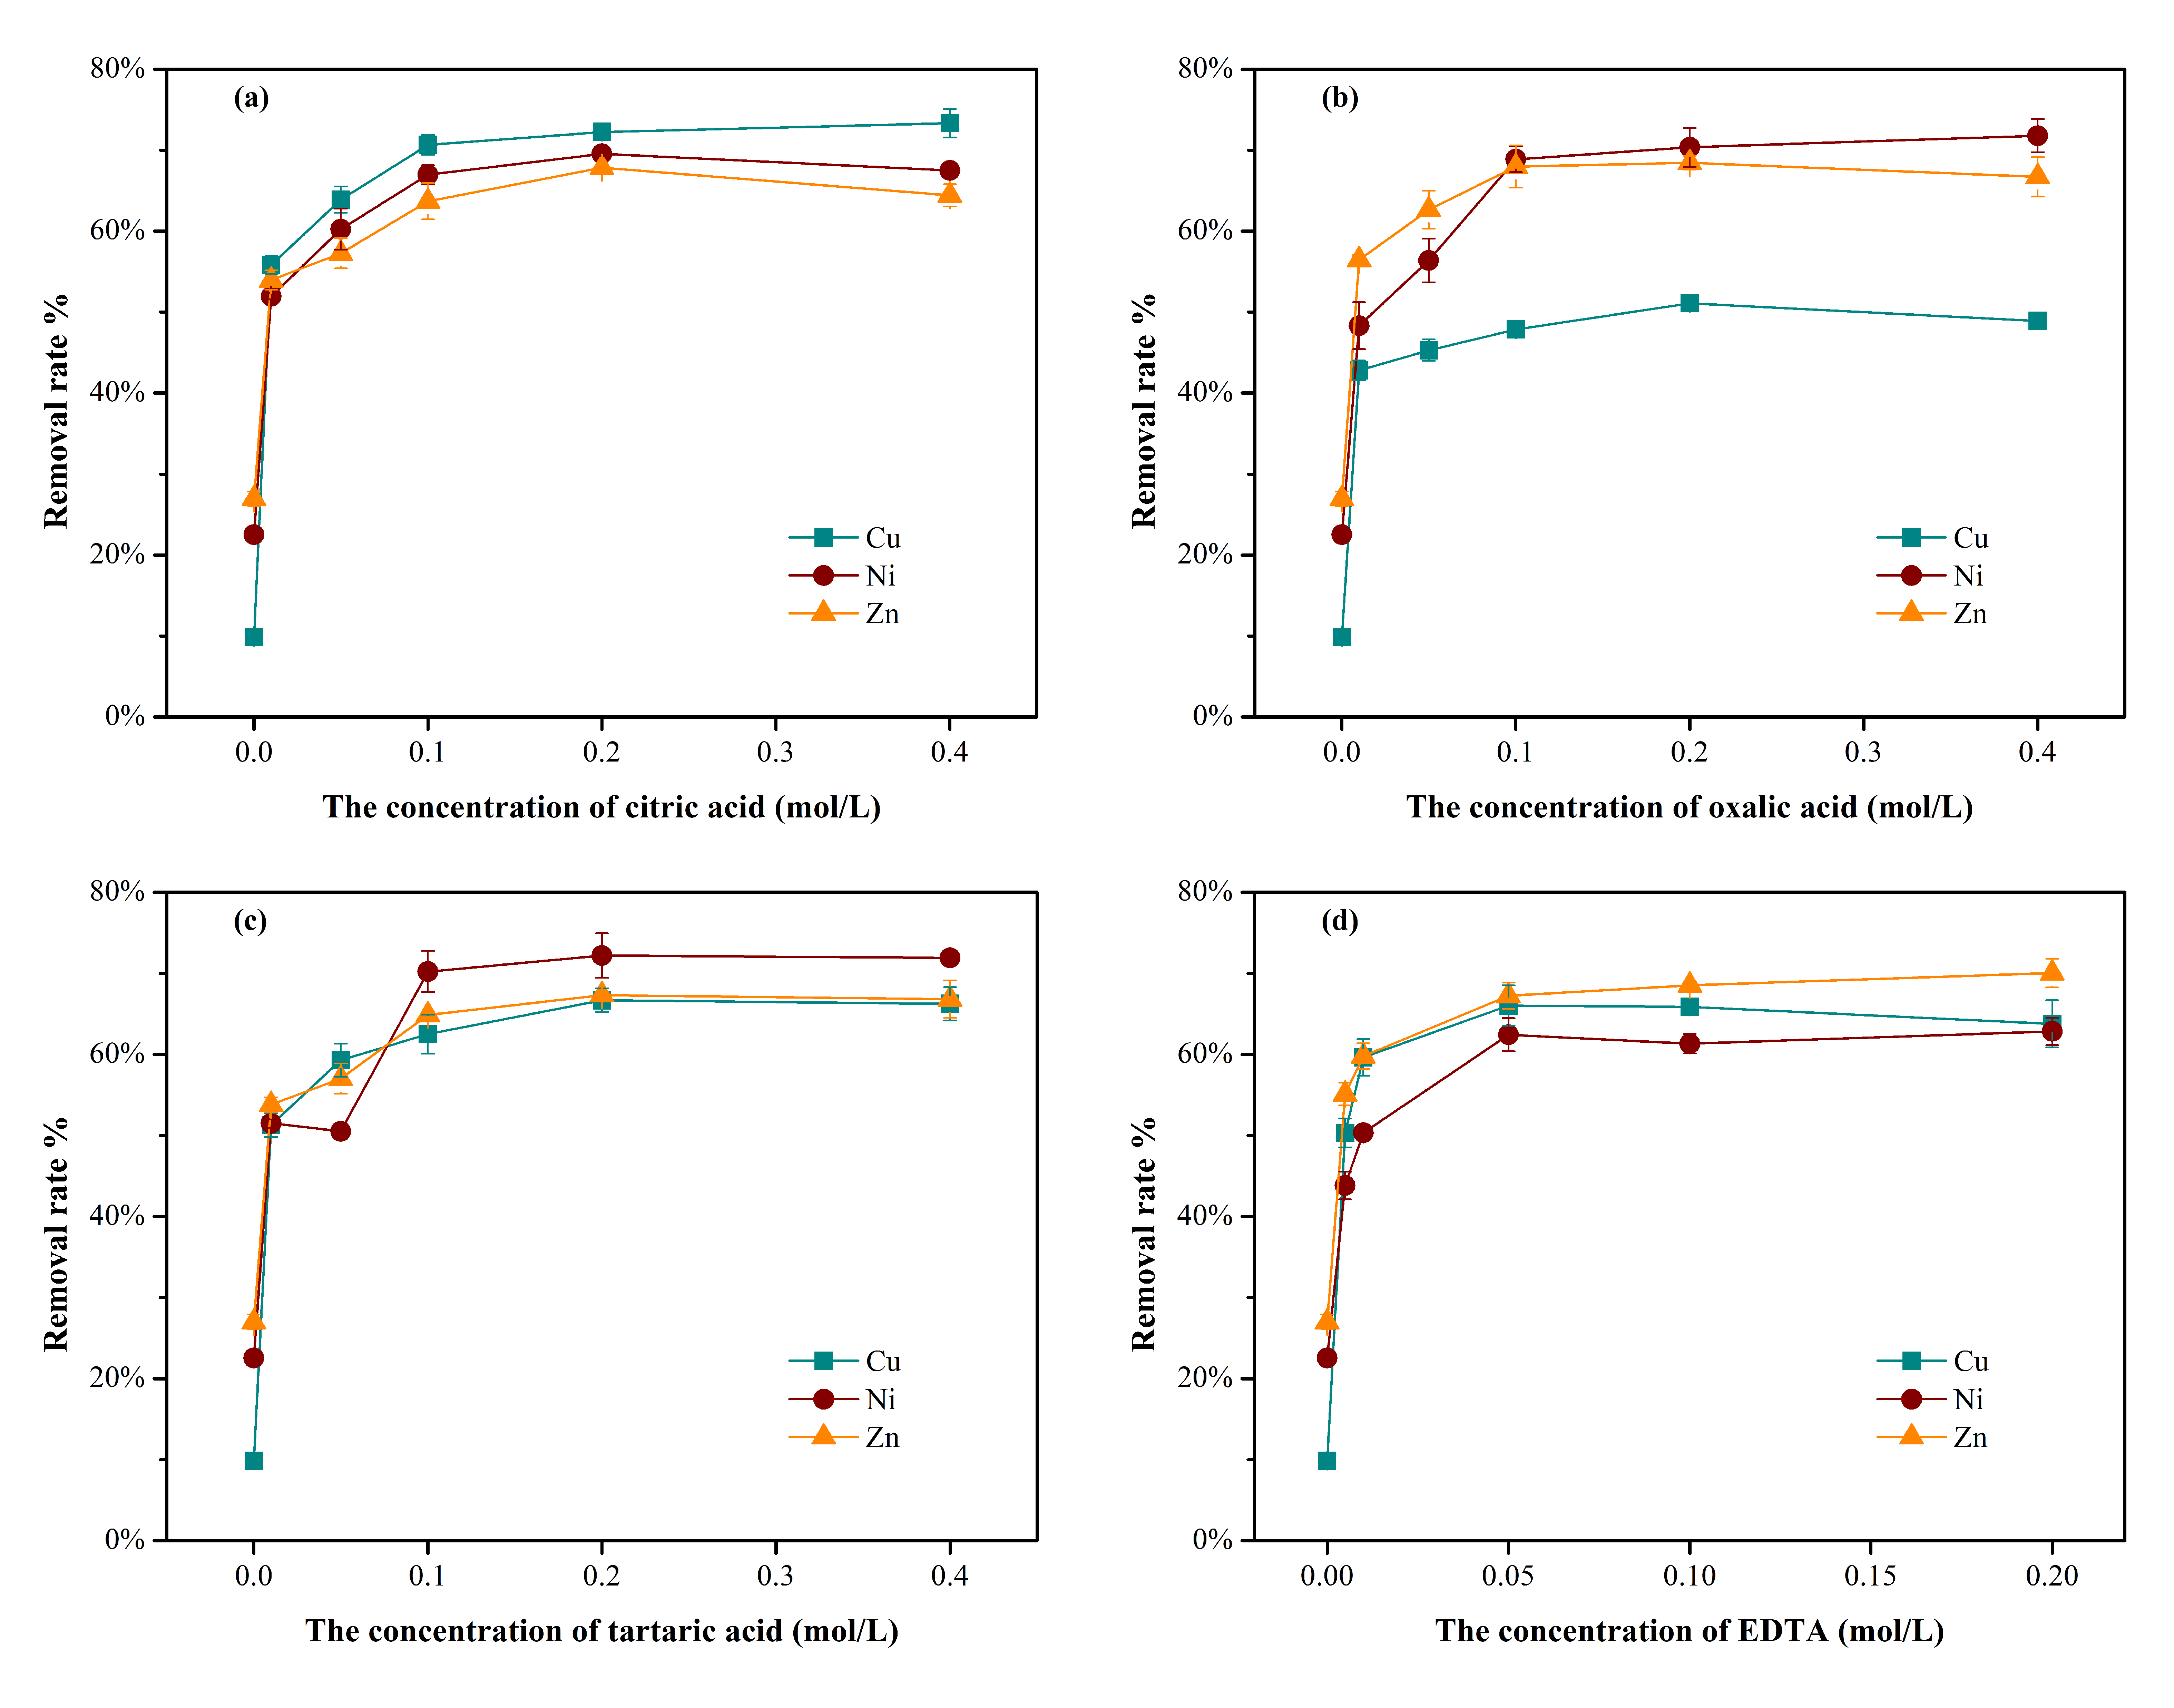 (a)
80%
60%
40%
20%
0%
Removal rate %
Cu
Ni
Zn
0.0 0.1 0.2 0.3 0.4
The concentration of citric acid (mol/L)
(b)
80%
60%
40%
20%
0%
Removal rate %
Cu
Ni
Zn
0.0 0.1 0.2 0.3 0.4
The concentration of oxalic acid (mol/L)
(c)
80%
60%
40%
20%
0%
Removal rate %
Cu
Ni
Zn
0.0 0.1 0.2 0.3 0.4
The concentration of tartaric acid (mol/L)
(d)
80%
60%
40%
20%
0%
Removal rate %
Cu
Ni
Zn
0.00 0.05 0.10 0.15 0.20
The concentration of EDTA (mol/L)